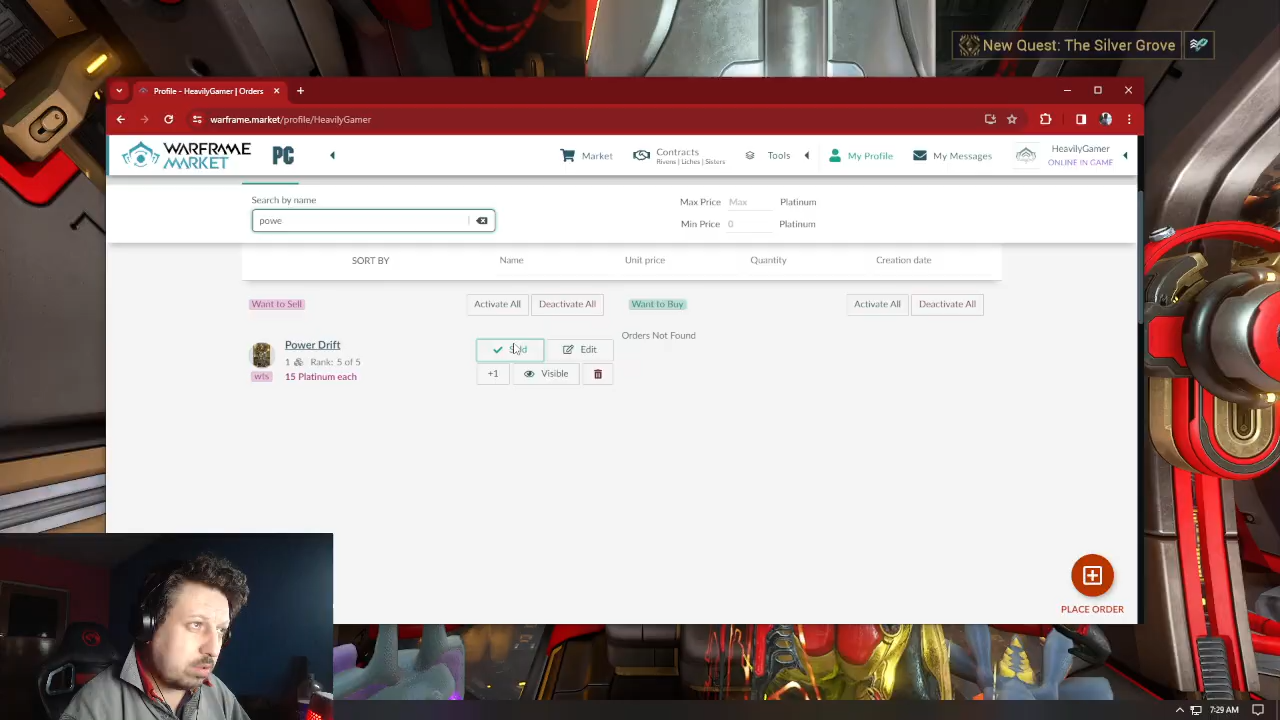 New Quest: The Silver Grove
Profile - HeavilyGamer | Orders
warframe.market/profile/HeavilyGamer
WARFRAME MARKET
PC
Market
Contracts
Rivens | Liches | Sisters
Tools
My Profile
My Messages
HeavilyGamer
ONLINE IN GAME
Search by name
powe
Max Price Max Platinum
Min Price 0 Platinum
SORT BY Name Unit price Quantity Creation date
Want to Sell Activate All Deactivate All Want to Buy Activate All Deactivate All
Orders Not Found
Power Drift
1 Rank: 5 of 5
wts 15 Platinum each
Sold Edit
+1 Visible
PLACE ORDER
7:29 AM